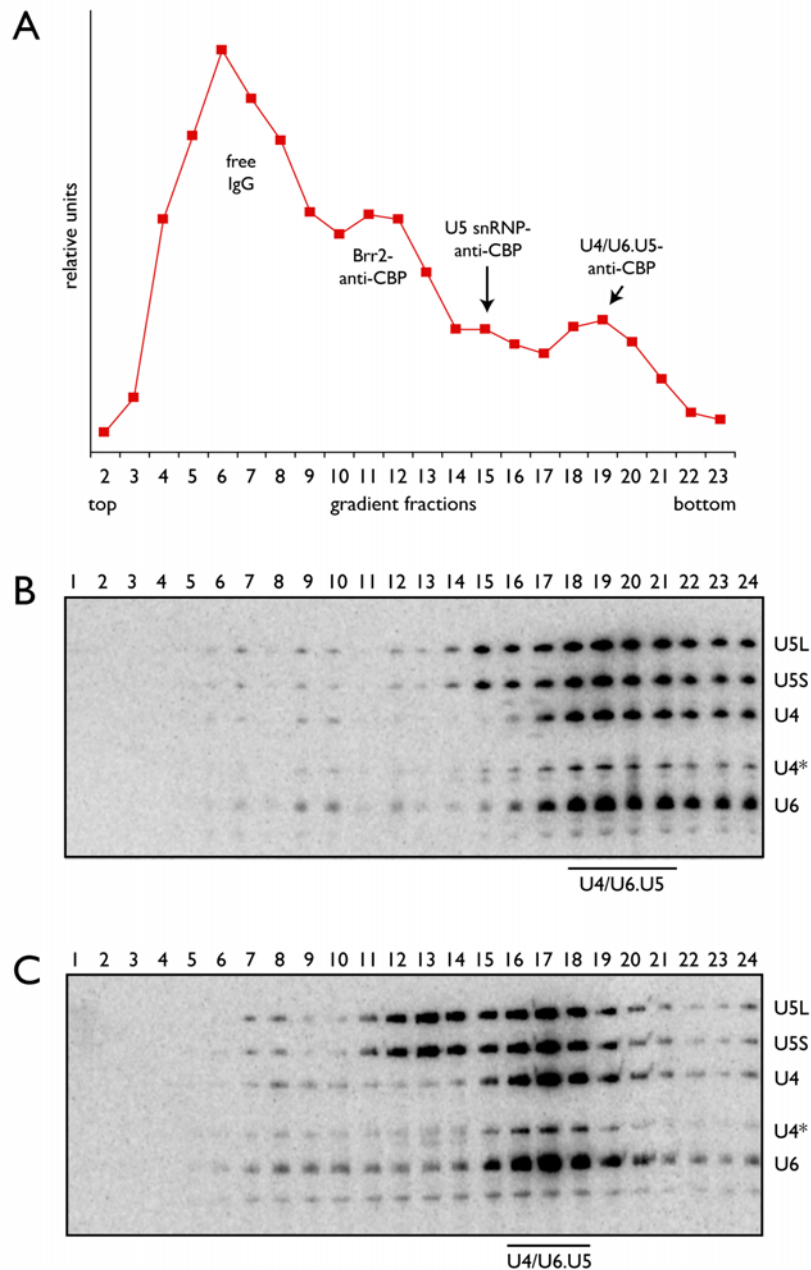 A
relative units
free
IgG
Brr2-
anti-CBP
U5 snRNP-
anti-CBP
U4/U6.U5-
anti-CBP
2 3 4 5 6 7 8 9 10 11 12 13 14 15 16 17 18 19 20 21 22 23
top gradient fractions bottom
B
1 2 3 4 5 6 7 8 9 10 11 12 13 14 15 16 17 18 19 20 21 22 23 24
U5L
U5S
U4
U4*
U6
U4/U6.U5
C
1 2 3 4 5 6 7 8 9 10 11 12 13 14 15 16 17 18 19 20 21 22 23 24
U5L
U5S
U4
U4*
U6
U4/U6.U5